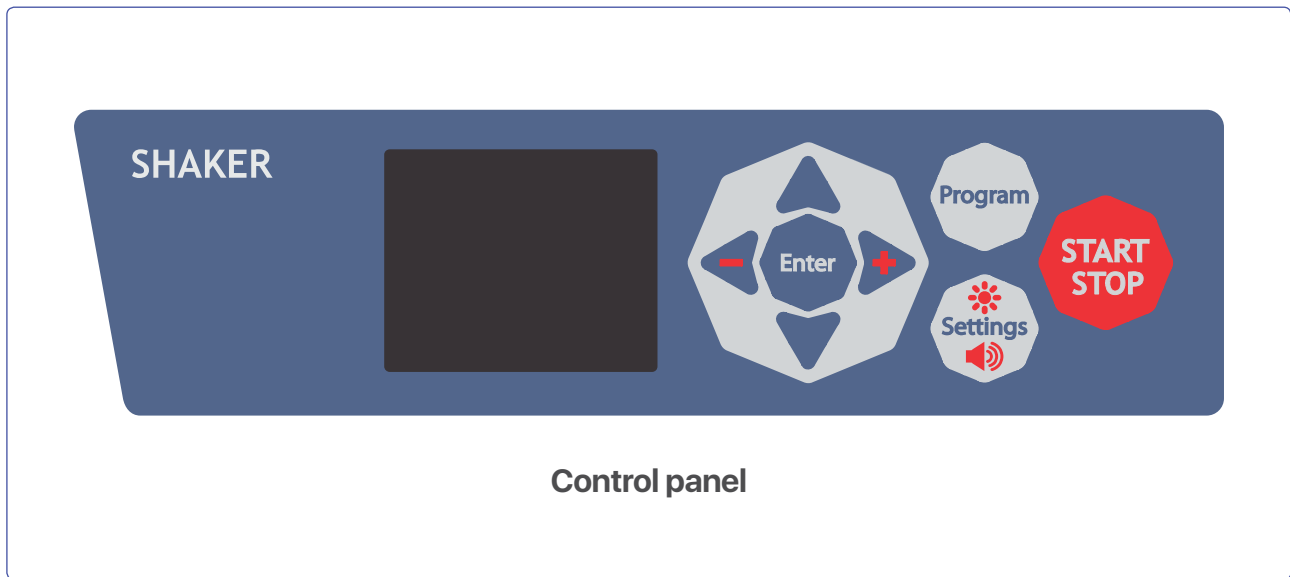 SHAKER
Enter
Program
START
STOP
Settings
Control panel